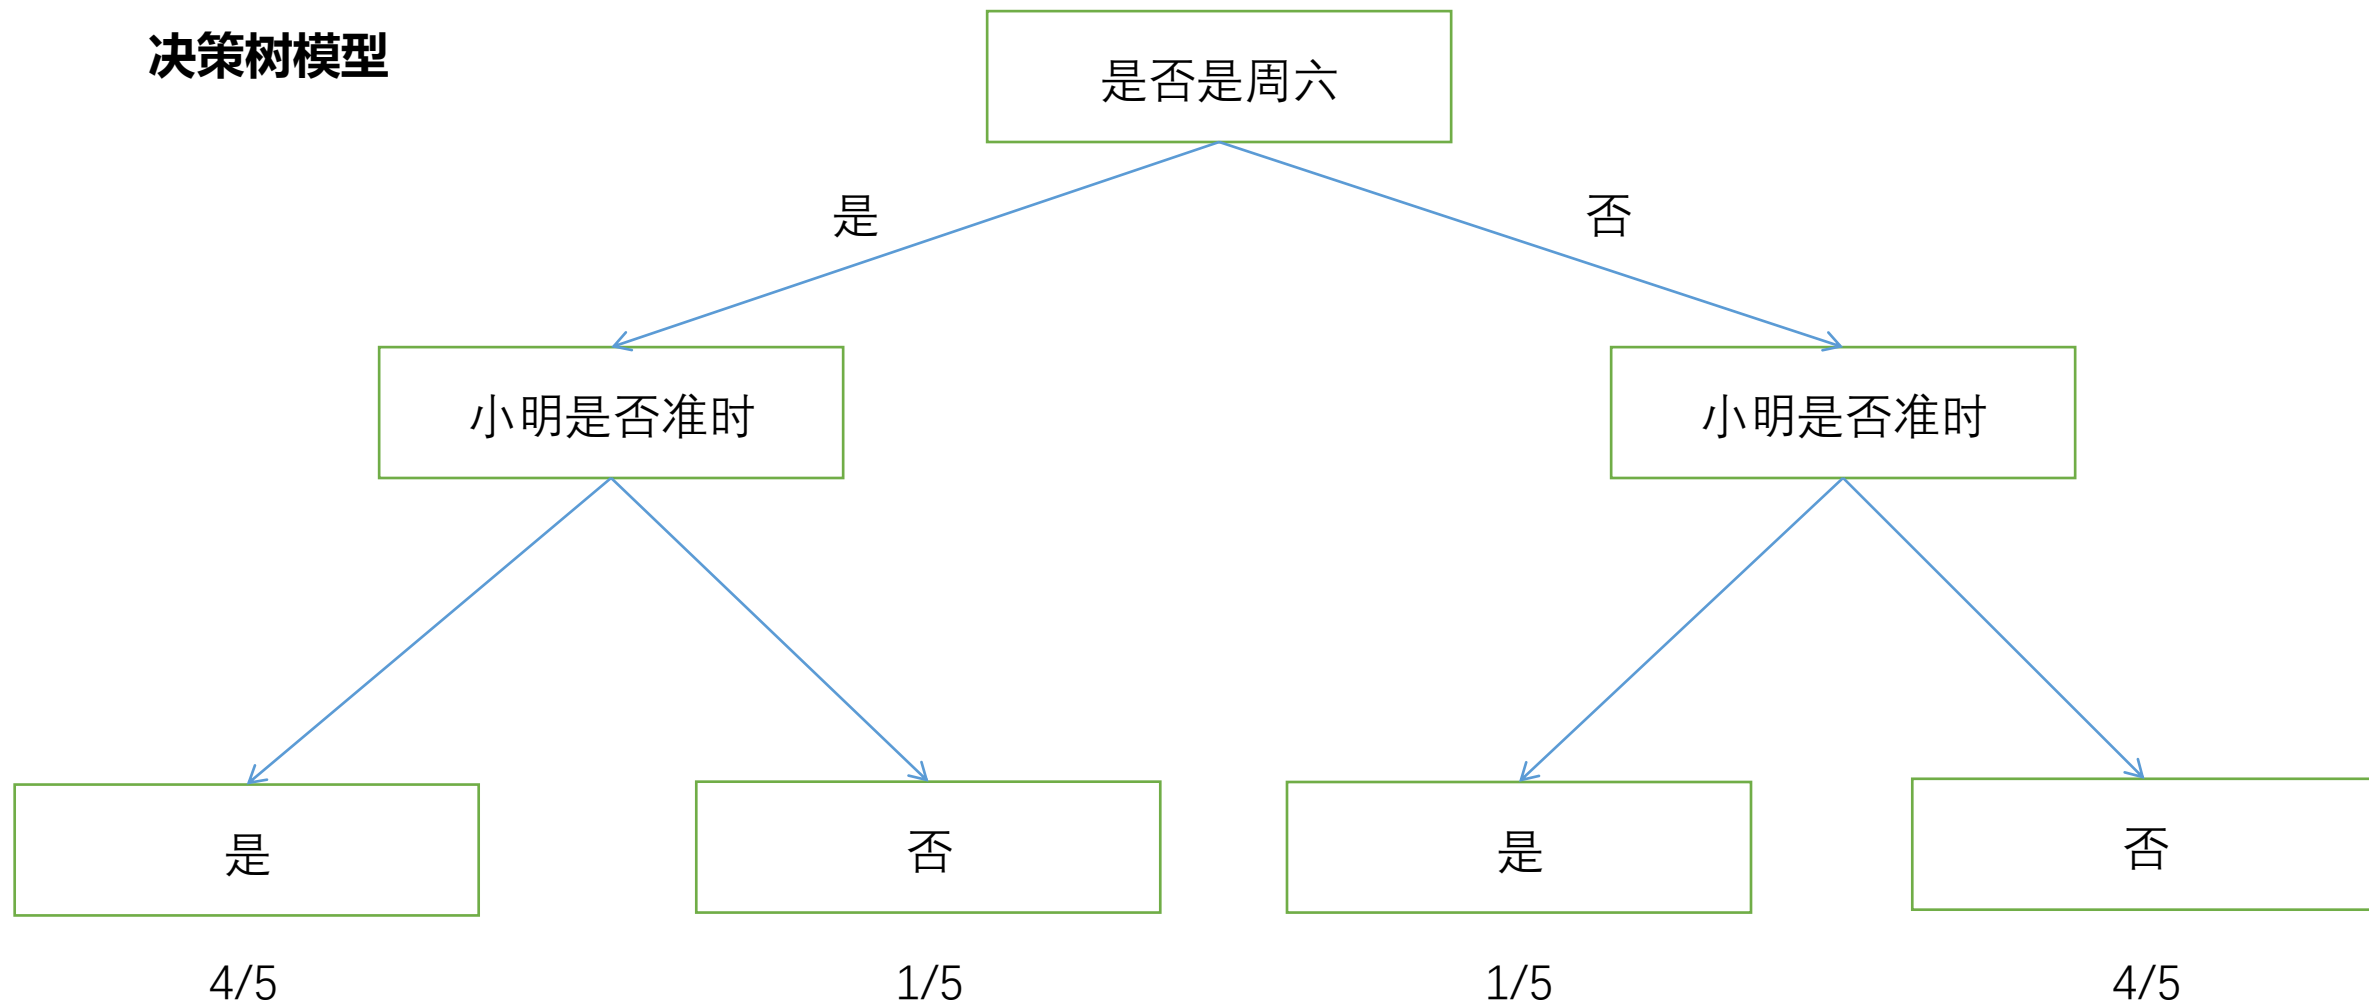 决策树模型
是否是周六
是
否
小明是否准时
小明是否准时
是
否
是
否
4/5
1/5
1/5
4/5